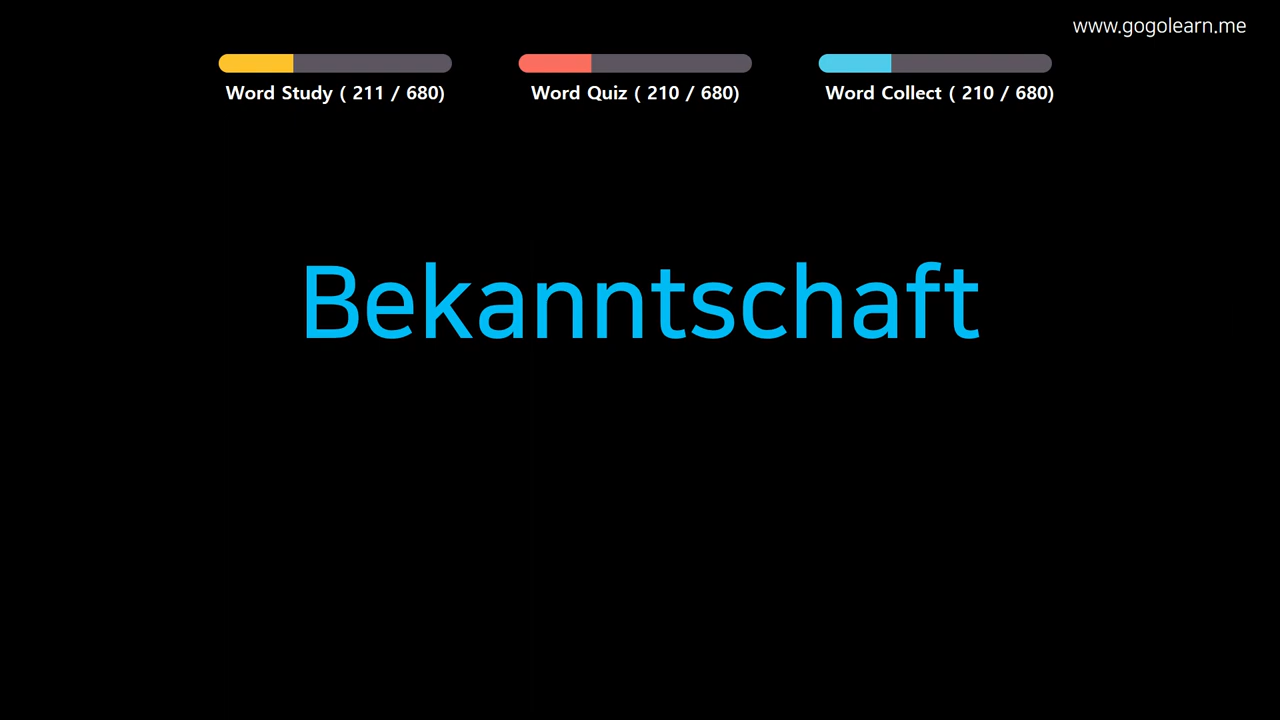 www.gogolearn.me
Word Study ( 211 / 680)
Word Quiz ( 210 / 680)
Word Collect ( 210 / 680)
Bekanntschaft